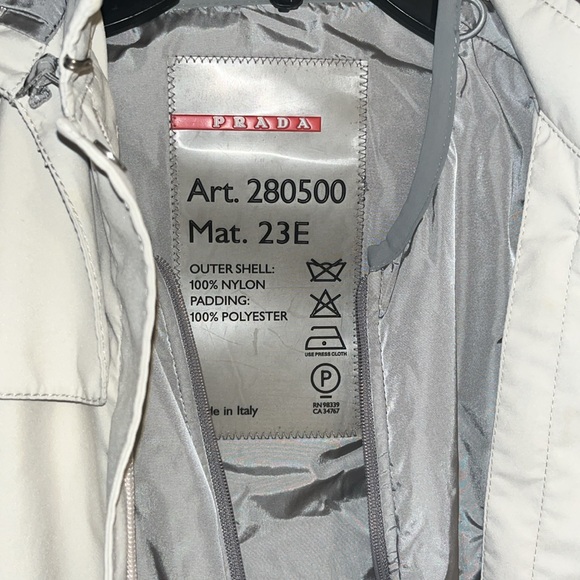 PRADA
Art. 280500
Mat. 23E
OUTER SHELL:
100% NYLON
PADDING:
100% POLYESTER
USE PRESS CLOTH
P
RN 98339
CA 34767
in Italy